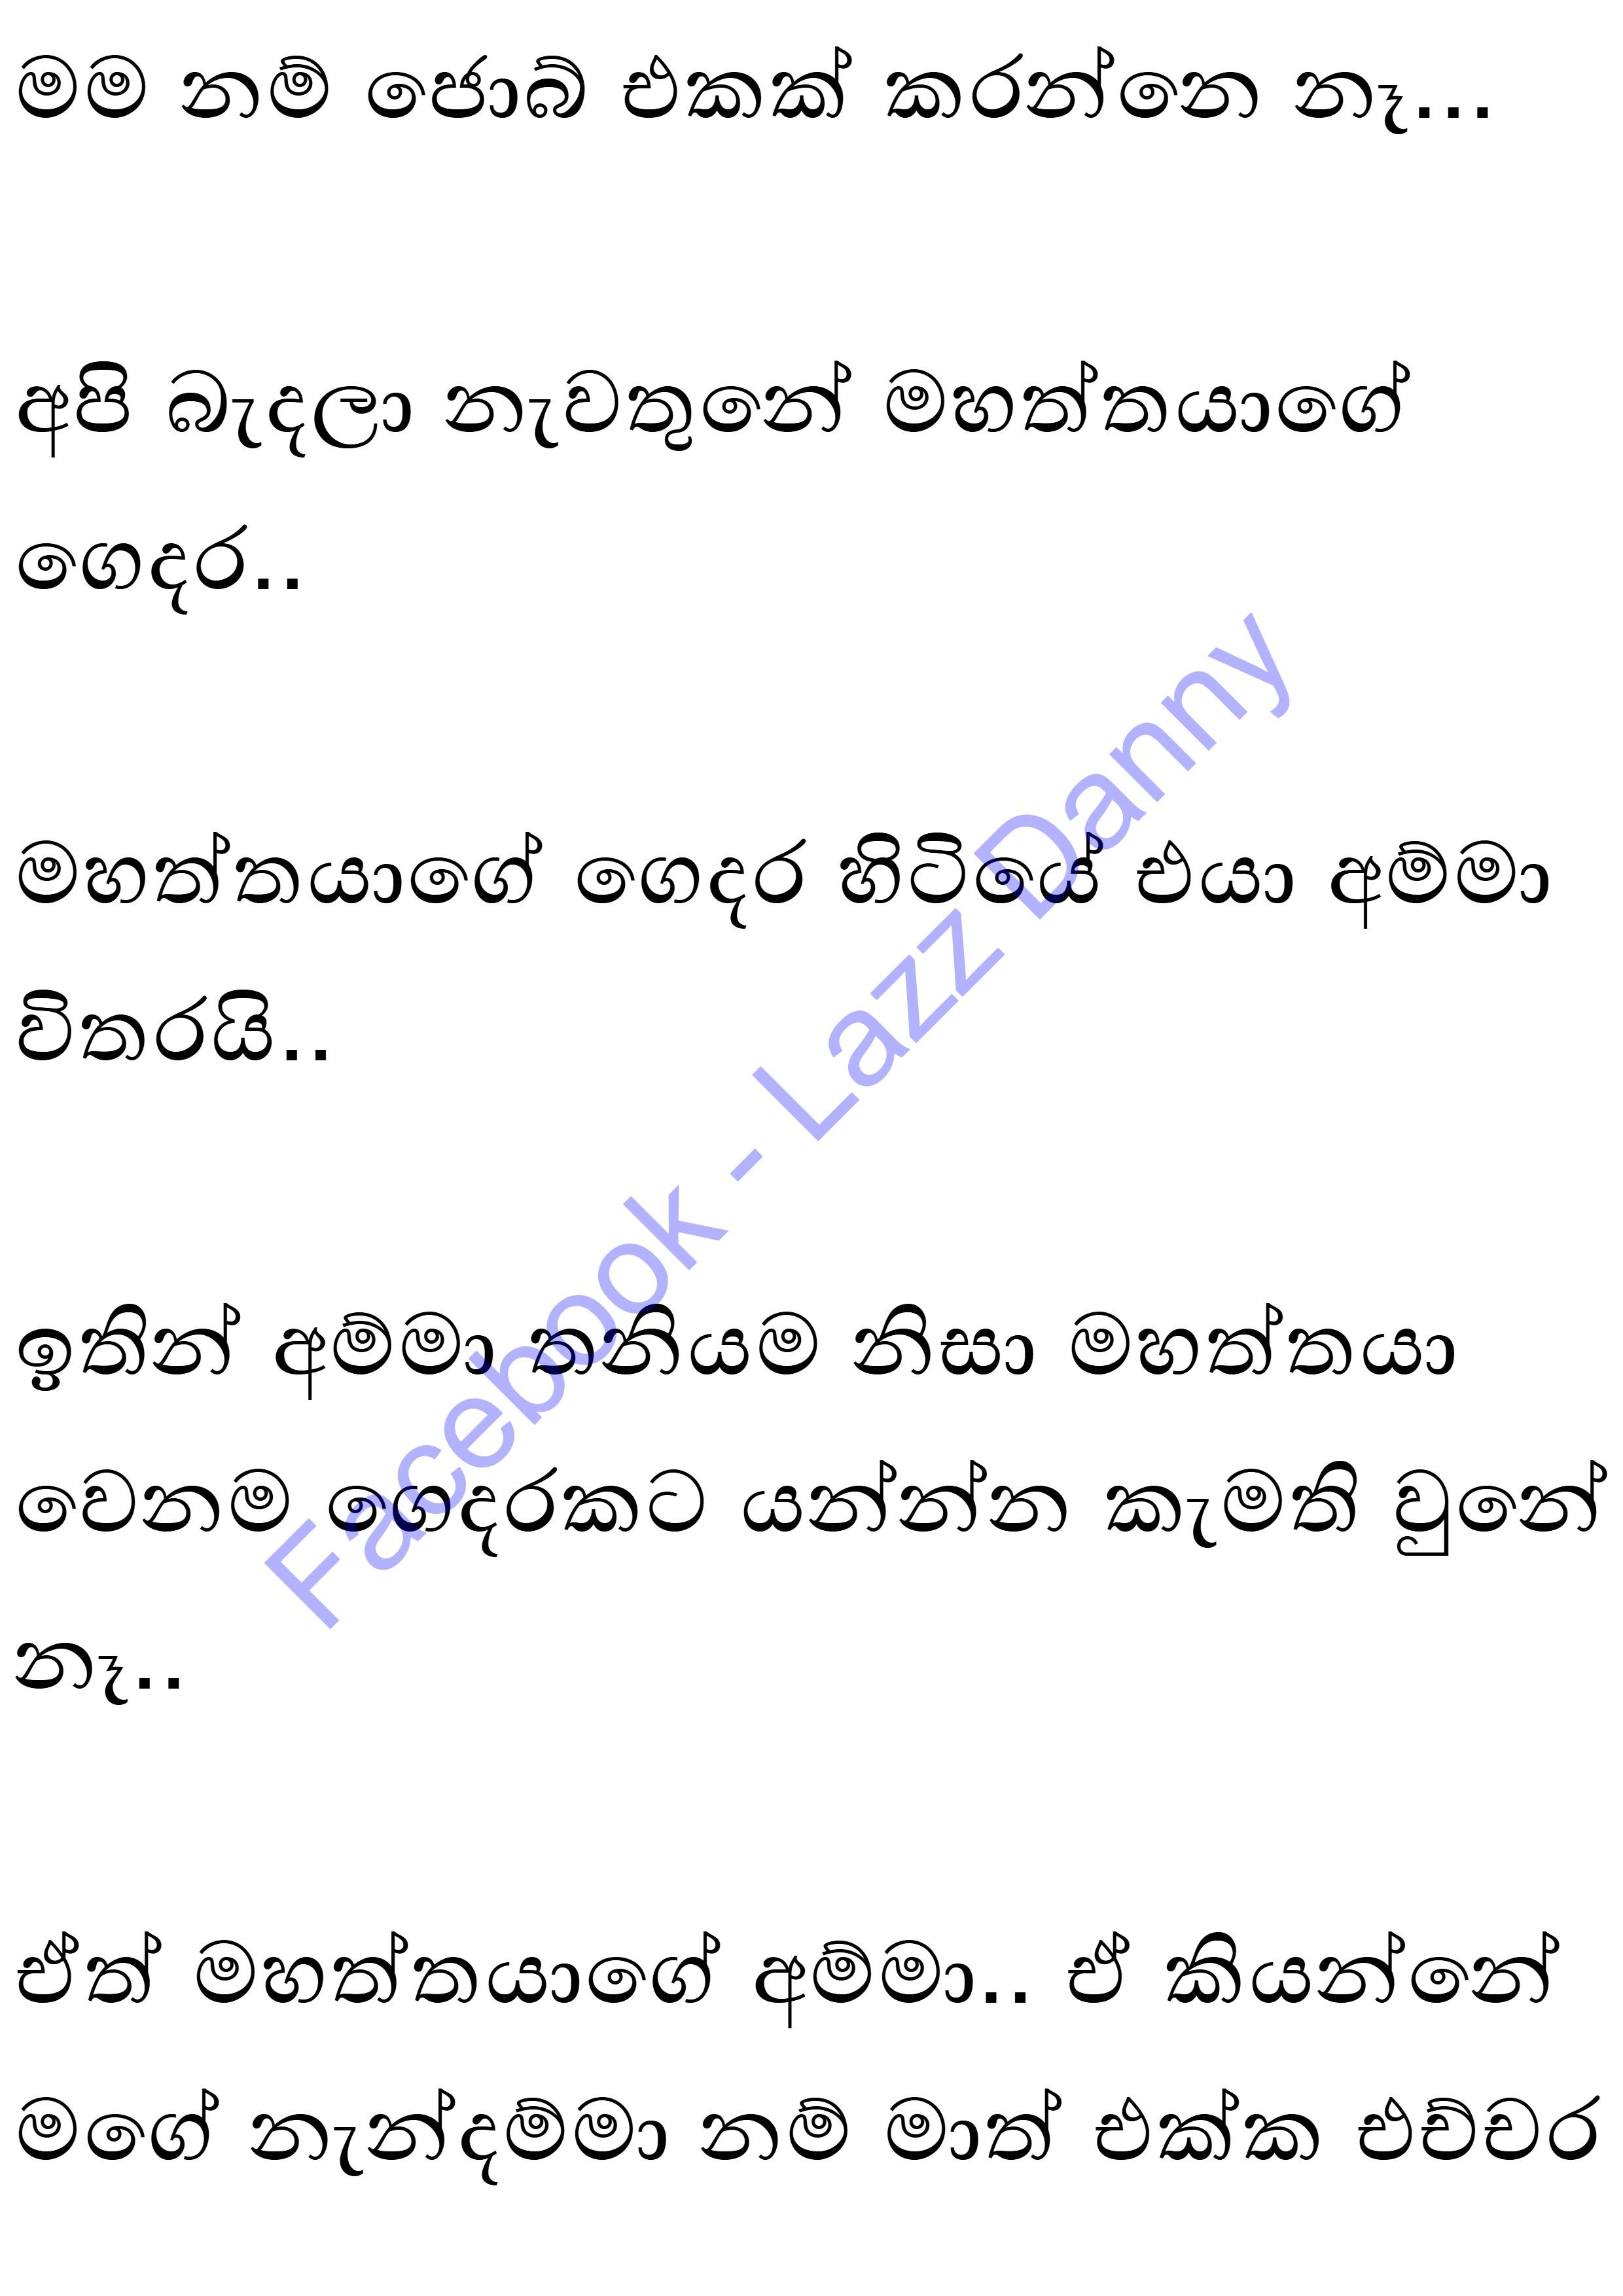 මම නම් ජොබ් එකක් කරන්නෙ නෑ...
අපි බැදලා නැවතුනේ මහත්තයාගේ
ගෙදර..
මහත්තයාගේ ගෙදර හිටියේ එයා අම්මා
විතරයි..
ඉතින් අම්මා තනියම නිසා මහත්තයා
වෙනම ගෙදරකට යන්න්න කැමති වුනේ
නෑ..
ඒත් මහත්තයාගේ අම්මා.. ඒ කියන්නේ
මගේ නැන්දම්මා නම් මාත් එක්ක එච්චර
Facebook - Lazz Danny